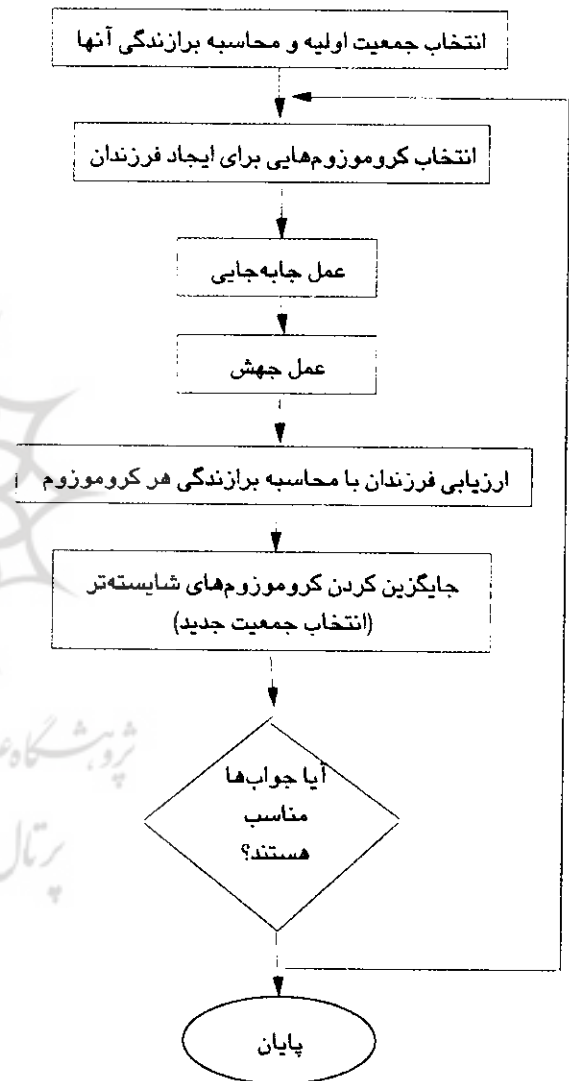 انتخاب جمعیت اولیه و محاسبه برازندگی آنها
انتخاب کروموزوم‌هایی برای ایجاد فرزندان
عمل جابه‌جایی
عمل جهش
ارزیابی فرزندان با محاسبه برازندگی هر کروموزوم
جایگزین کردن کروموزوم‌های شایسته‌تر
(انتخاب جمعیت جدید)
آیا جواب‌ها
مناسب
هستند؟
پژوهشگاه
پرتال
پایان